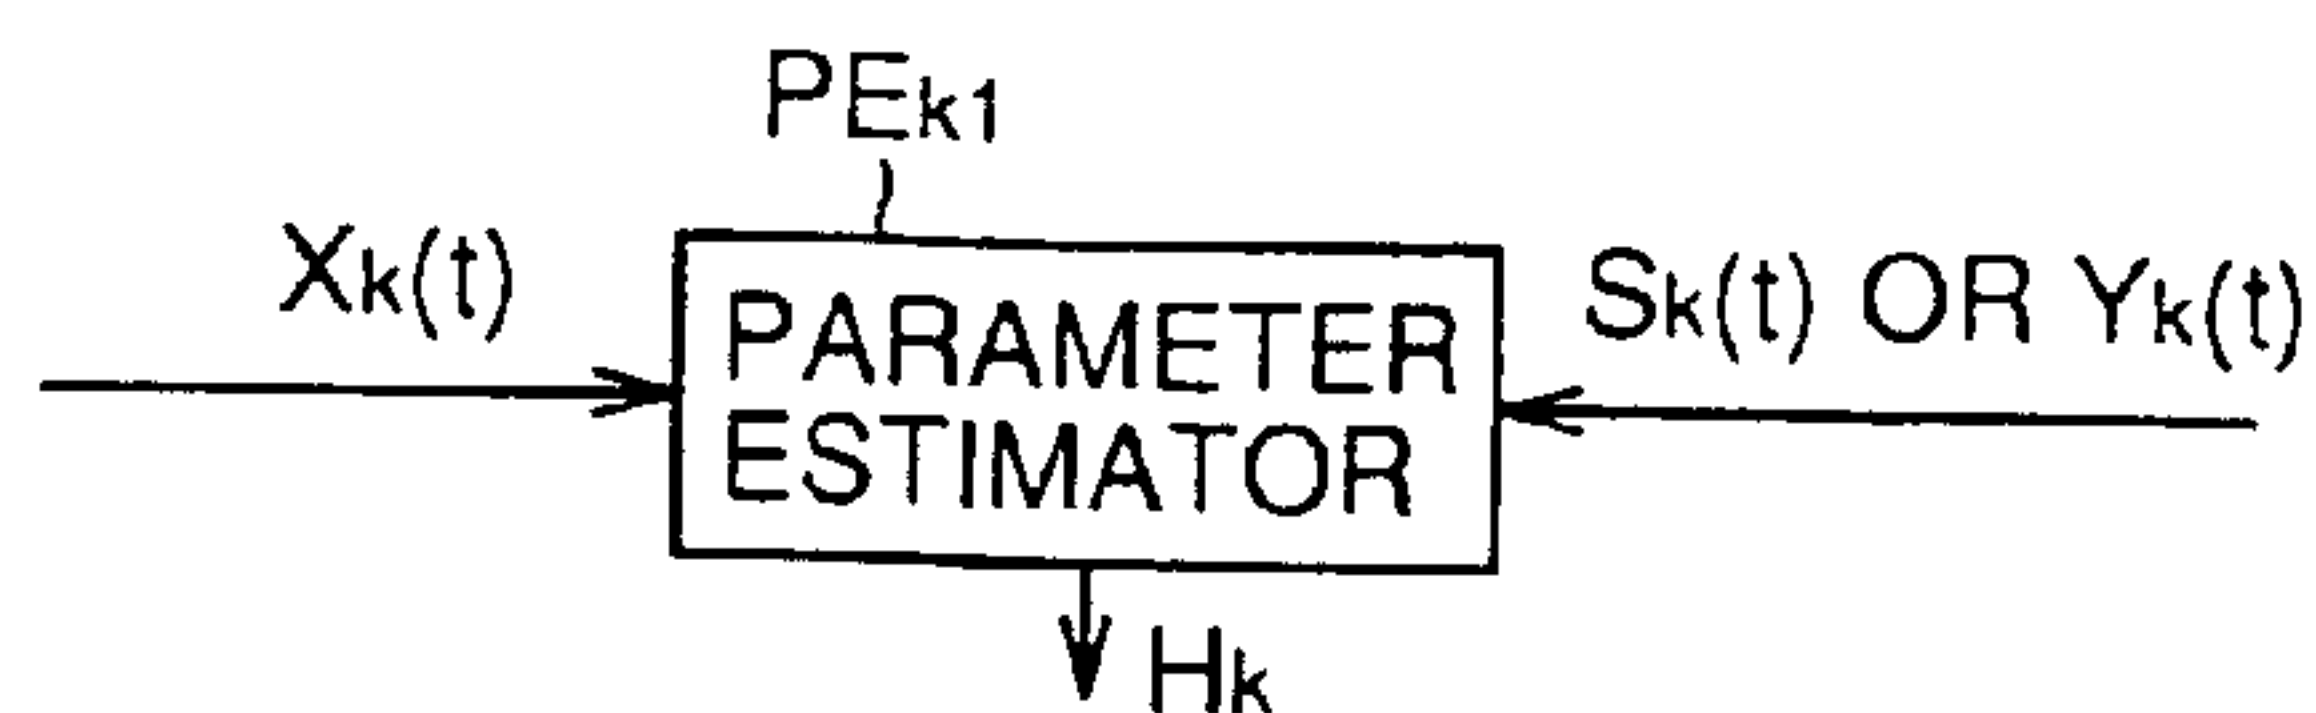 PEk1
Xk(t)
PARAMETER
ESTIMATOR
Sk(t) OR Yk(t)
Hk